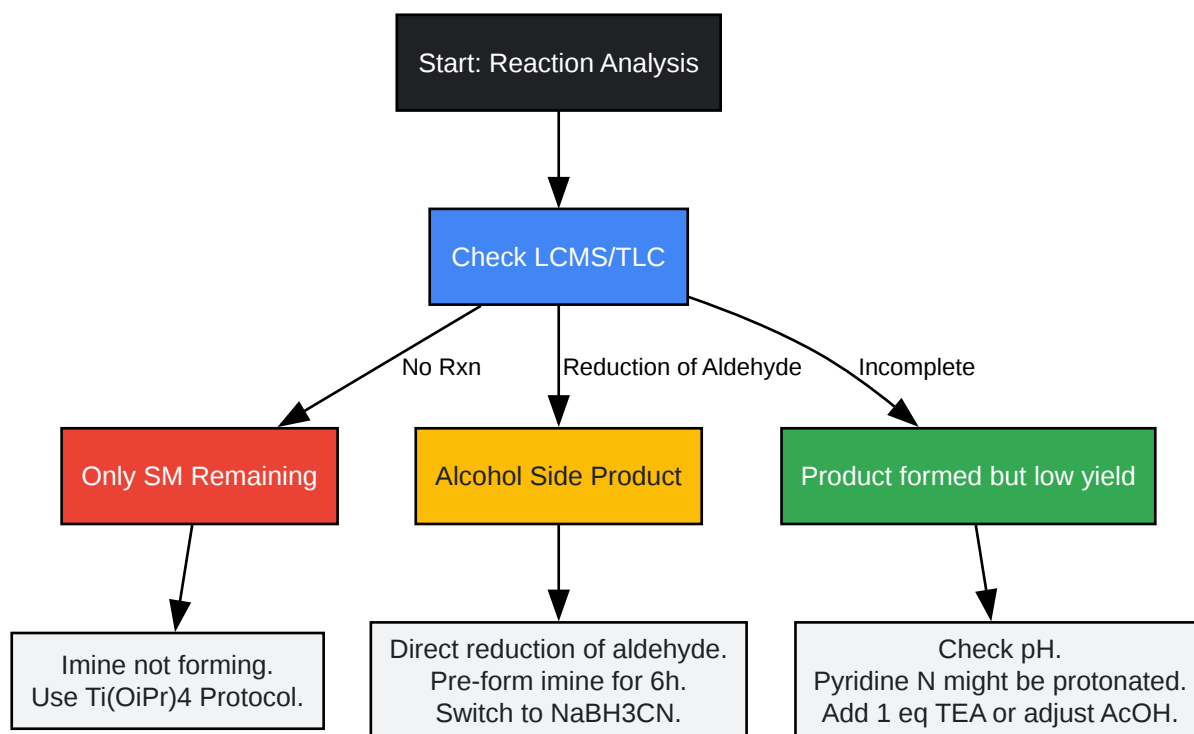 Start: Reaction Analysis
Check LCMS/TLC
No Rxn
Reduction of Aldehyde
Incomplete
Only SM Remaining
Alcohol Side Product
Product formed but low yield
Imine not forming.
Use Ti(OiPr)4 Protocol.
Direct reduction of aldehyde.
Pre-form imine for 6h.
Switch to NaBH3CN.
Check pH.
Pyridine N might be protonated.
Add 1 eq TEA or adjust AcOH.